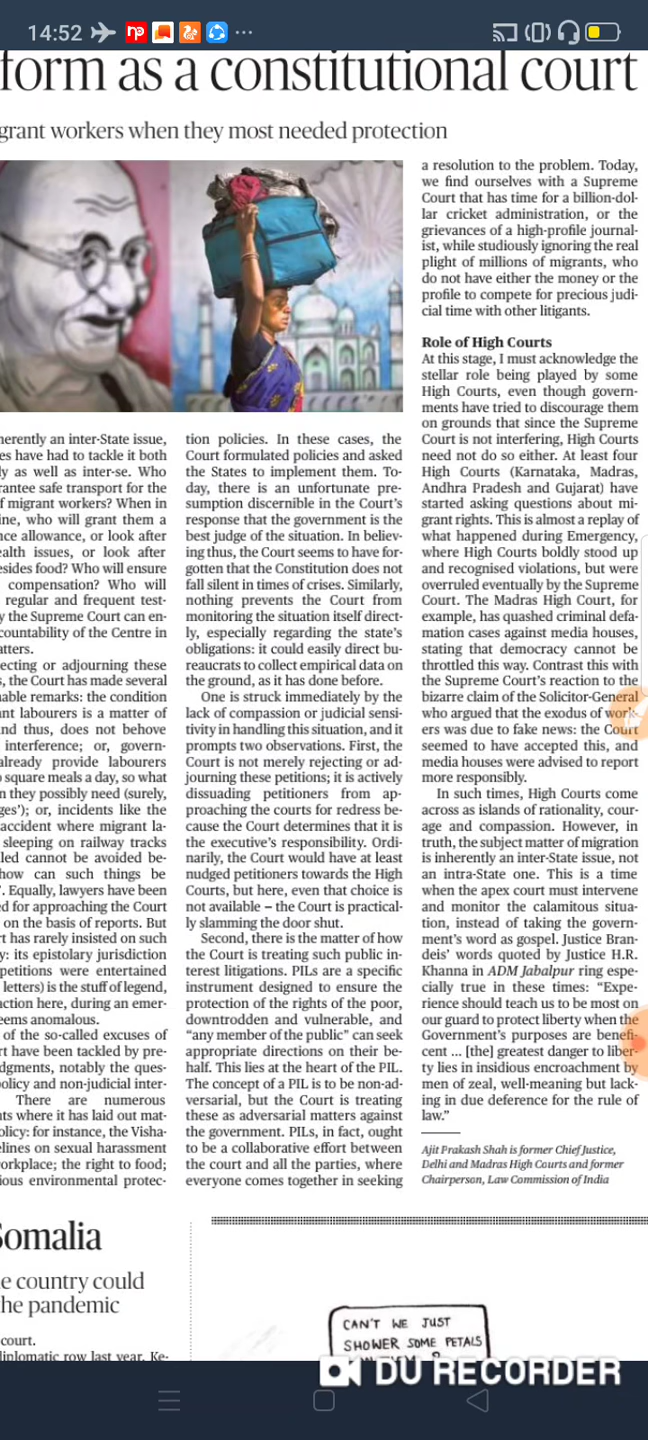 14:52
form as a constitutional court
grant workers when they most needed protection
herently an inter-State issue,
es have had to tackle it both
ly as well as inter-se. Who
rantee safe transport for the
f migrant workers? When in
ine, who will grant them a
nce allowance, or look after
ealth issues, or look after
esides food? Who will ensure
compensation? Who will
regular and frequent test-
y the Supreme Court can en-
countability of the Centre in
atters.
ecting or adjourning these
s, the Court has made several
able remarks: the condition
ant labourers is a matter of
nd thus, does not behove
interference; or, govern-
already provide labourers
o square meals a day, so what
n they possibly need (surely,
ges'); or, incidents like the
accident where migrant la-
sleeping on railway tracks
led cannot be avoided be-
how can such things be
'. Equally, lawyers have been
ed for approaching the Court
on the basis of reports. But
rt has rarely insisted on such
y: its epistolary jurisdiction
petitions were entertained
letters) is the stuff of legend,
action here, during an emer-
eems anomalous.
of the so-called excuses of
rt have been tackled by pre-
dgments, notably the ques-
policy and non-judicial inter-
There are numerous
nts where it has laid out mat-
olicy: for instance, the Visha-
elines on sexual harassment
orkplace; the right to food;
ious environmental protec-
tion policies. In these cases, the
Court formulated policies and asked
the States to implement them. To-
day, there is an unfortunate pre-
sumption discernible in the Court's
response that the government is the
best judge of the situation. In believ-
ing thus, the Court seems to have for-
gotten that the Constitution does not
fall silent in times of crises. Similarly,
nothing prevents the Court from
monitoring the situation itself direct-
ly, especially regarding the state's
obligations: it could easily direct bu-
reaucrats to collect empirical data on
the ground, as it has done before.
One is struck immediately by the
lack of compassion or judicial sensi-
tivity in handling this situation, and it
prompts two observations. First, the
Court is not merely rejecting or ad-
journing these petitions; it is actively
dissuading petitioners from ap-
proaching the courts for redress be-
cause the Court determines that it is
the executive's responsibility. Ordi-
narily, the Court would have at least
nudged petitioners towards the High
Courts, but here, even that choice is
not available – the Court is practical-
ly slamming the door shut.
Second, there is the matter of how
the Court is treating such public in-
terest litigations. PILs are a specific
instrument designed to ensure the
protection of the rights of the poor,
downtrodden and vulnerable, and
“any member of the public” can seek
appropriate directions on their be-
half. This lies at the heart of the PIL.
The concept of a PIL is to be non-ad-
versarial, but the Court is treating
these as adversarial matters against
the government. PILs, in fact, ought
to be a collaborative effort between
the court and all the parties, where
everyone comes together in seeking
a resolution to the problem. Today,
we find ourselves with a Supreme
Court that has time for a billion-dol-
lar cricket administration, or the
grievances of a high-profile journal-
ist, while studiously ignoring the real
plight of millions of migrants, who
do not have either the money or the
profile to compete for precious judi-
cial time with other litigants.
Role of High Courts
At this stage, I must acknowledge the
stellar role being played by some
High Courts, even though govern-
ments have tried to discourage them
on grounds that since the Supreme
Court is not interfering, High Courts
need not do so either. At least four
High Courts (Karnataka, Madras,
Andhra Pradesh and Gujarat) have
started asking questions about mi-
grant rights. This is almost a replay of
what happened during Emergency,
where High Courts boldly stood up
and recognised violations, but were
overruled eventually by the Supreme
Court. The Madras High Court, for
example, has quashed criminal defa-
mation cases against media houses,
stating that democracy cannot be
throttled this way. Contrast this with
the Supreme Court's reaction to the
bizarre claim of the Solicitor-General
who argued that the exodus of work-
ers was due to fake news: the Court
seemed to have accepted this, and
media houses were advised to report
more responsibly.
In such times, High Courts come
across as islands of rationality, cour-
age and compassion. However, in
truth, the subject matter of migration
is inherently an inter-State issue, not
an intra-State one. This is a time
when the apex court must intervene
and monitor the calamitous situa-
tion, instead of taking the govern-
ment's word as gospel. Justice Bran-
deis' words quoted by Justice H.R.
Khanna in ADM Jabalpur ring espe-
cially true in these times: “Expe-
rience should teach us to be most on
our guard to protect liberty when the
Government's purposes are benefi-
cent ... [the] greatest danger to liber-
ty lies in insidious encroachment by
men of zeal, well-meaning but lack-
ing in due deference for the rule of
law.”
Ajit Prakash Shah is former Chief Justice,
Delhi and Madras High Courts and former
Chairperson, Law Commission of India
Somalia
e country could
he pandemic
court.
diplomatic row last year, Ke-
CAN'T WE JUST
SHOWER SOME PETALS
DU RECORDER